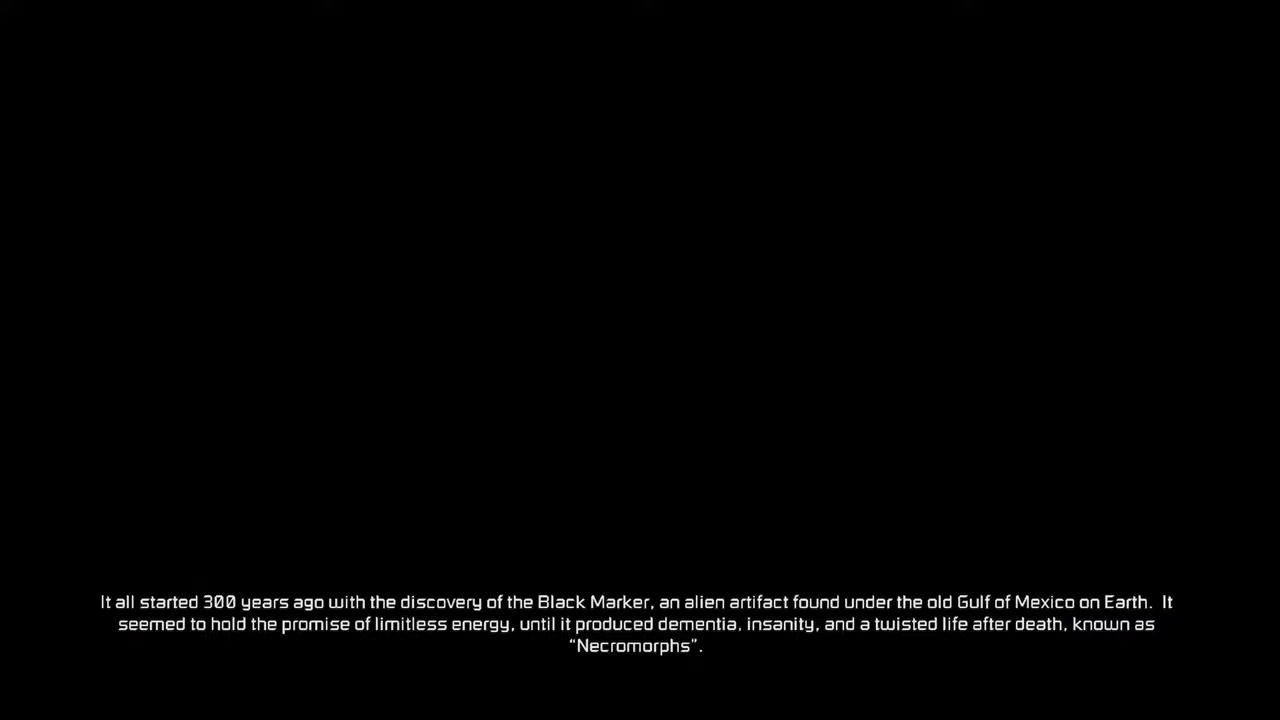 It all started 300 years ago with the discovery of the Black Marker, an alien artifact found under the old Gulf of Mexico on Earth.  It
seemed to hold the promise of limitless energy, until it produced dementia, insanity, and a twisted life after death, known as
“Necromorphs”.